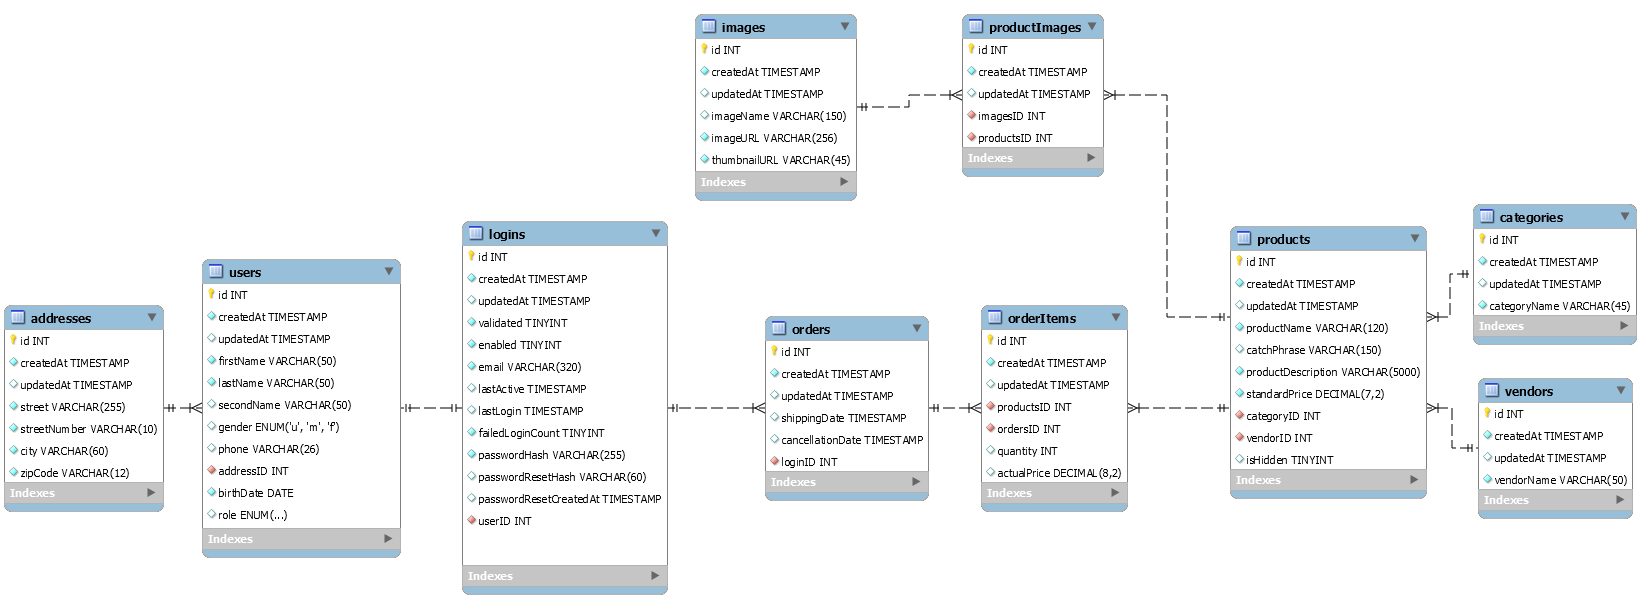 images
id INT
createdAt TIMESTAMP
updatedAt TIMESTAMP
imageName VARCHAR(150)
imageURL VARCHAR(256)
thumbnailURL VARCHAR(45)
Indexes
productImages
id INT
createdAt TIMESTAMP
updatedAt TIMESTAMP
imagesID INT
productsID INT
Indexes
addresses
id INT
createdAt TIMESTAMP
updatedAt TIMESTAMP
street VARCHAR(255)
streetNumber VARCHAR(10)
city VARCHAR(60)
zipCode VARCHAR(12)
Indexes
users
id INT
createdAt TIMESTAMP
updatedAt TIMESTAMP
firstName VARCHAR(50)
lastName VARCHAR(50)
secondName VARCHAR(50)
gender ENUM('u', 'm', 'f')
phone VARCHAR(26)
addressID INT
birthDate DATE
role ENUM(...)
Indexes
logins
id INT
createdAt TIMESTAMP
updatedAt TIMESTAMP
validated TINYINT
enabled TINYINT
email VARCHAR(320)
lastActive TIMESTAMP
lastLogin TIMESTAMP
failedLoginCount TINYINT
passwordHash VARCHAR(255)
passwordResetHash VARCHAR(60)
passwordResetCreatedAt TIMESTAMP
userID INT
Indexes
orders
id INT
createdAt TIMESTAMP
updatedAt TIMESTAMP
shippingDate TIMESTAMP
cancellationDate TIMESTAMP
loginID INT
Indexes
orderItems
id INT
createdAt TIMESTAMP
updatedAt TIMESTAMP
productsID INT
ordersID INT
quantity INT
actualPrice DECIMAL(8,2)
Indexes
products
id INT
createdAt TIMESTAMP
updatedAt TIMESTAMP
productName VARCHAR(120)
catchPhrase VARCHAR(150)
productDescription VARCHAR(5000)
standardPrice DECIMAL(7,2)
categoryID INT
vendorID INT
isHidden TINYINT
Indexes
categories
id INT
createdAt TIMESTAMP
updatedAt TIMESTAMP
categoryName VARCHAR(45)
Indexes
vendors
id INT
createdAt TIMESTAMP
updatedAt TIMESTAMP
vendorName VARCHAR(50)
Indexes